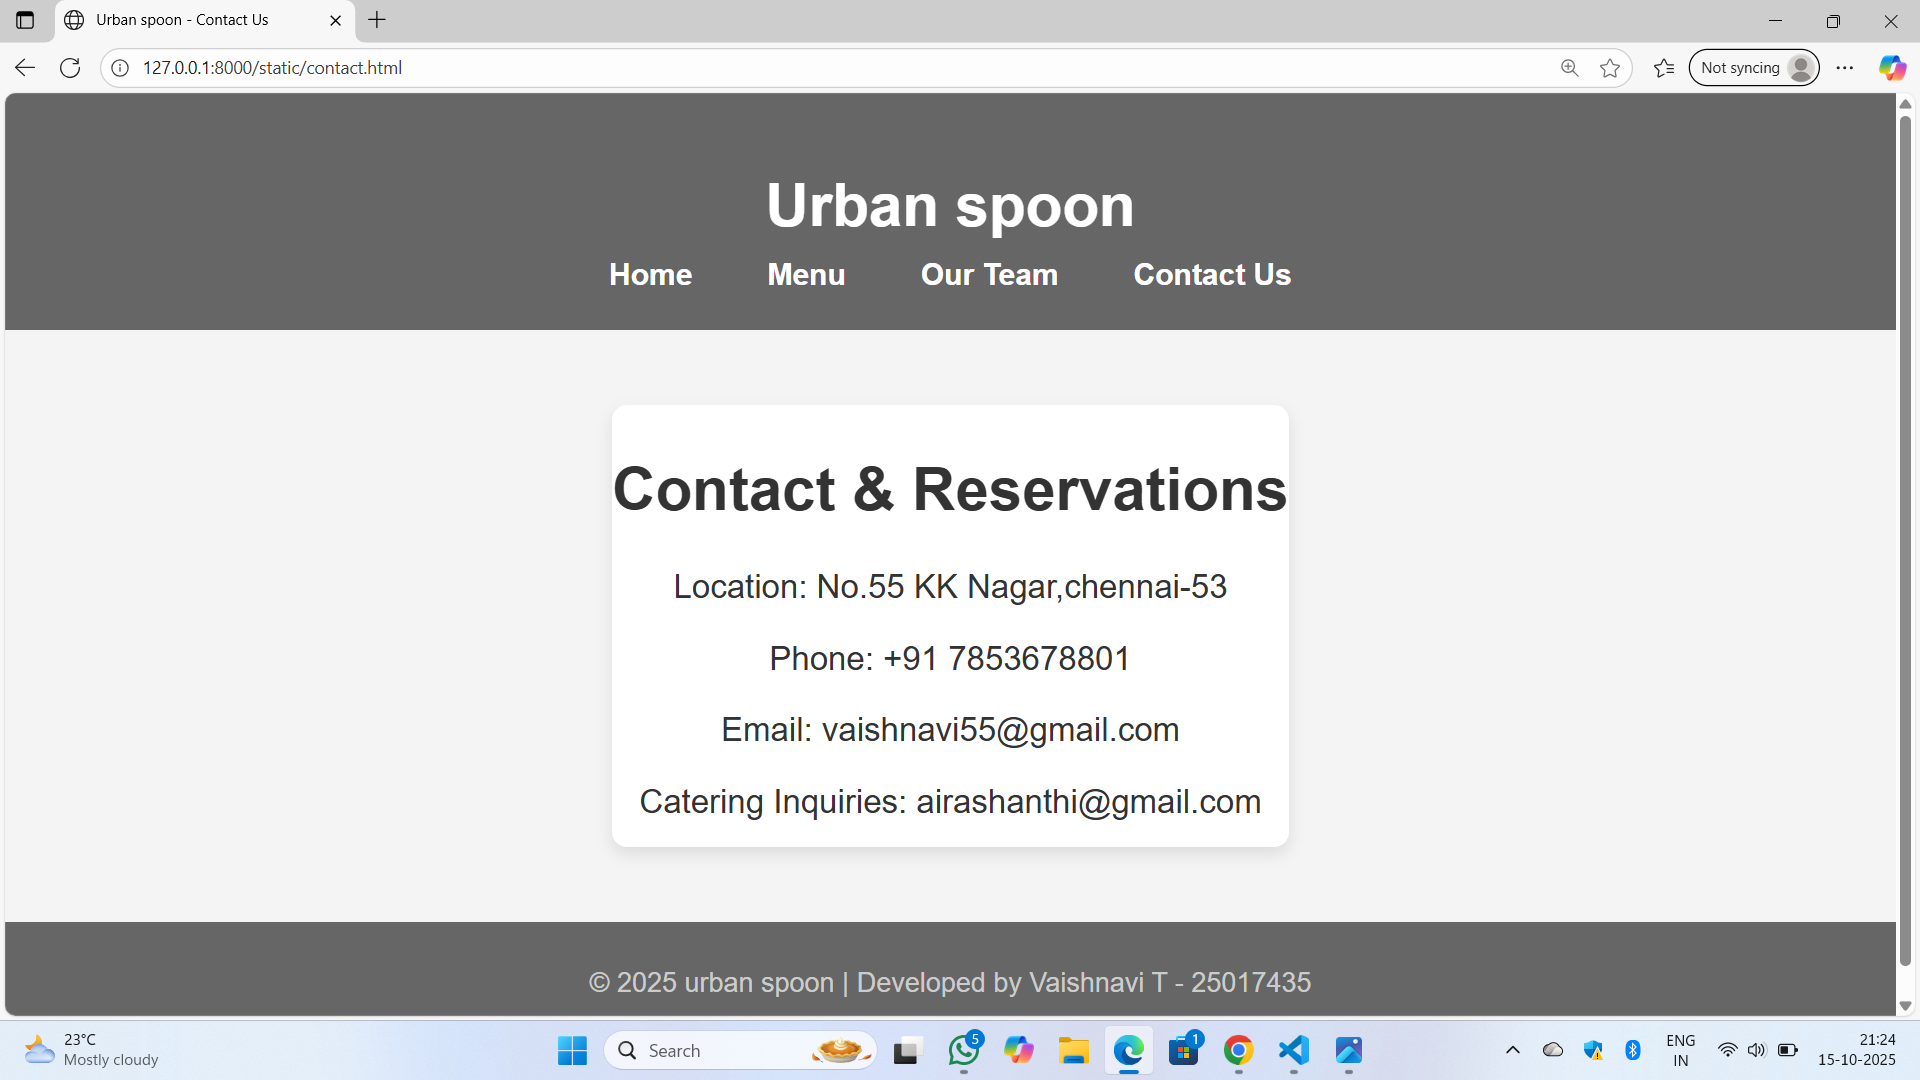 Urban spoon - Contact Us
127.0.0.1:8000/static/contact.html
Not syncing
Urban spoon
Home Menu Our Team Contact Us
Contact & Reservations
Location: No.55 KK Nagar,chennai-53
Phone: +91 7853678801
Email: vaishnavi55@gmail.com
Catering Inquiries: airashanthi@gmail.com
© 2025 urban spoon | Developed by Vaishnavi T - 25017435
23°C
Mostly cloudy
Search
5
1
ENG
IN
21:24
15-10-2025